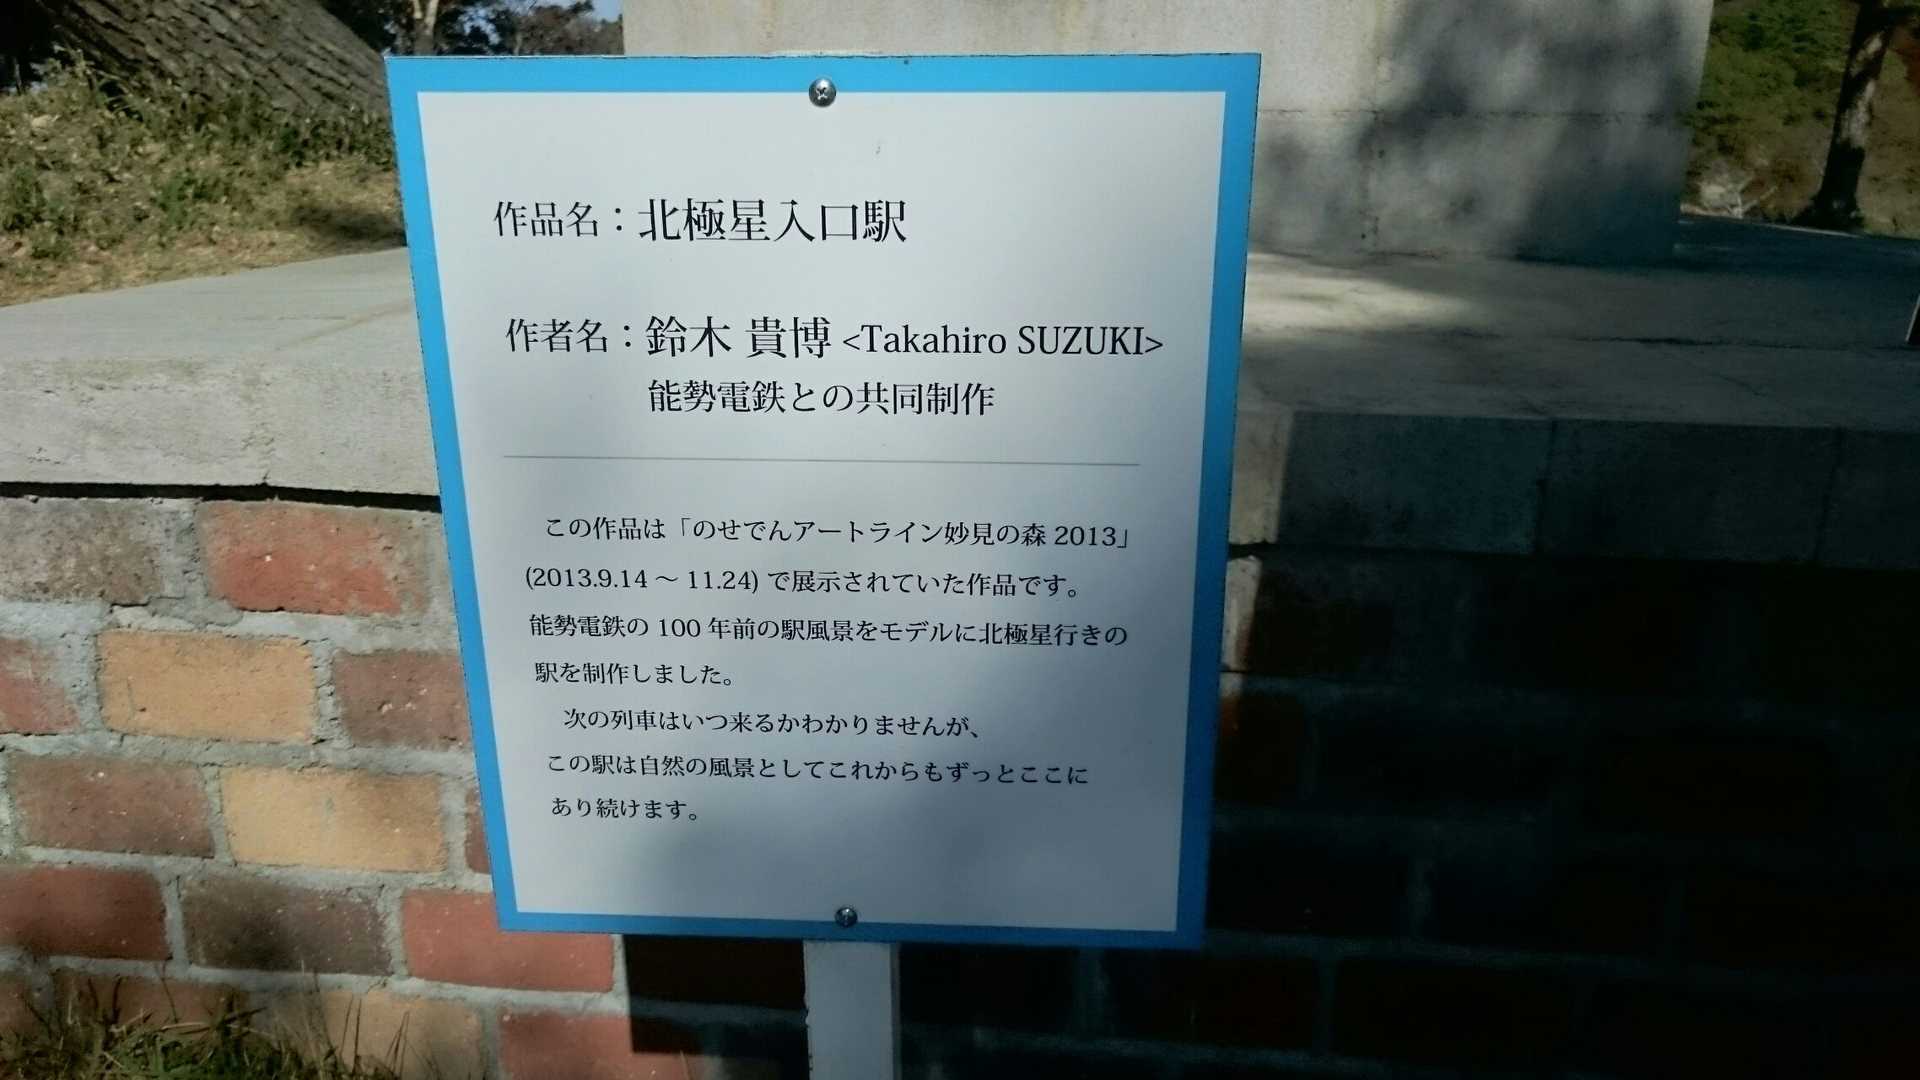 作品名：北極星入口駅
作者名：鈴木 貴博 <Takahiro SUZUKI>
能勢電鉄との共同制作
この作品は「のせでんアートライン妙見の森 2013」
(2013.9.14 ～ 11.24) で展示されていた作品です。
能勢電鉄の 100 年前の駅風景をモデルに北極星行きの
駅を制作しました。
次の列車はいつ来るかわかりませんが、
この駅は自然の風景としてこれからもずっとここに
あり続けます。